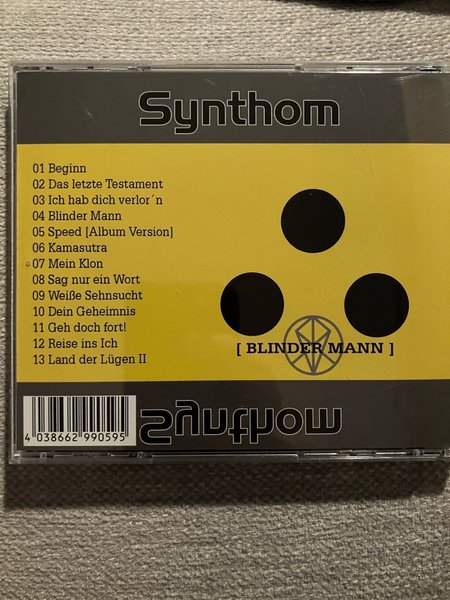 Synthom
01 Beginn
02 Das letzte Testament
03 Ich hab dich verlor´n
04 Blinder Mann
05 Speed [Album Version]
06 Kamasutra
07 Mein Klon
08 Sag nur ein Wort
09 Weiße Sehnsucht
10 Dein Geheimnis
11 Geh doch fort!
12 Reise ins Ich
13 Land der Lügen II
[ BLINDER MANN ]
Synthom
4 038662 990595